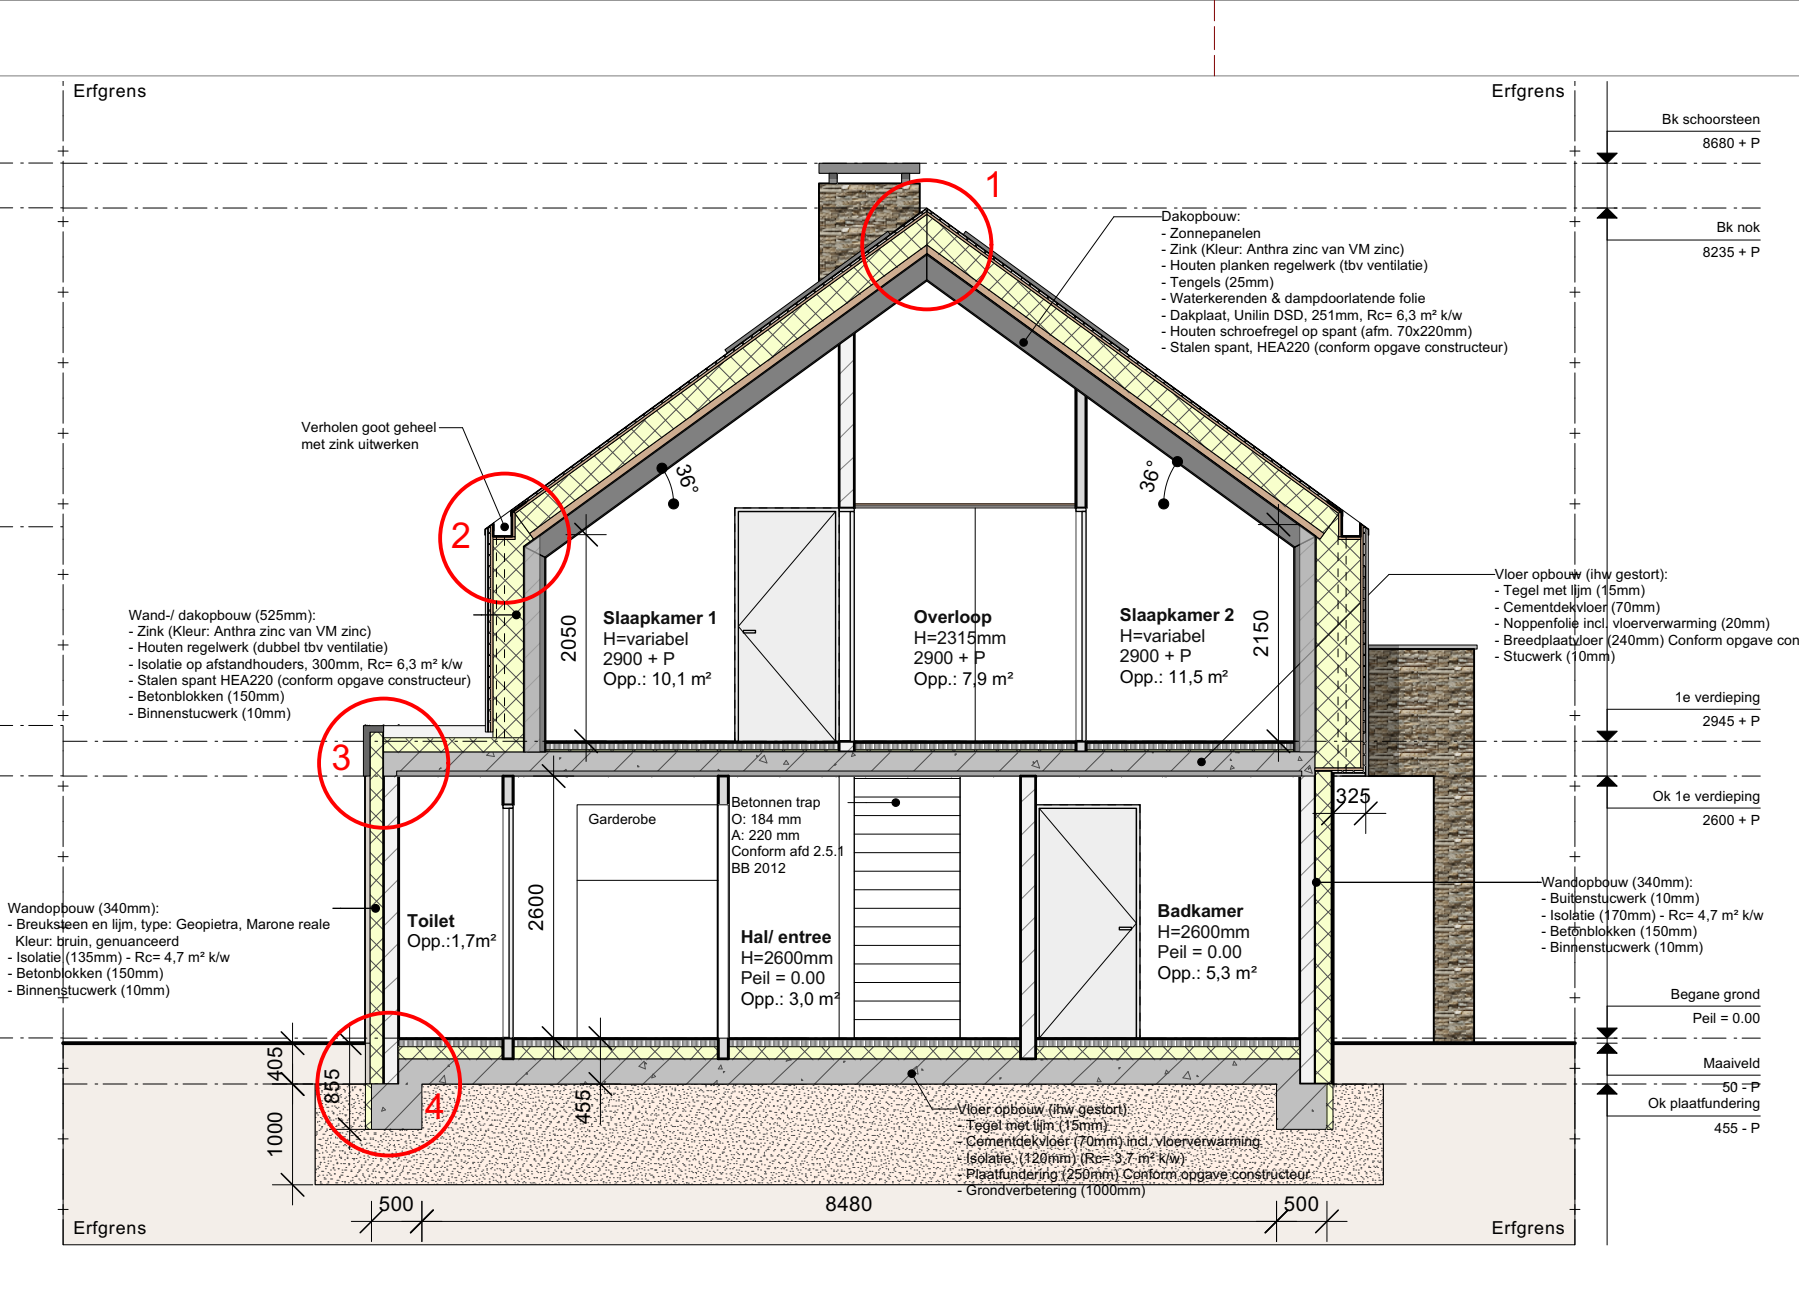 Erfgrens
Erfgrens
Bk schoorsteen
8680 + P
1
Dakopbouw:
- Zonnepanelen
- Zink (Kleur: Anthra zinc van VM zinc)
- Houten planken regelwerk (tbv ventilatie)
- Tengels (25mm)
- Waterkerenden & dampdoorlatende folie
- Dakplaat, Unilin DSD, 251mm, Rc= 6,3 m² k/w
- Houten schroefregel op spant (afm. 70x220mm)
- Stalen spant, HEA220 (conform opgave constructeur)
Bk nok
8235 + P
Verholen goot geheel
met zink uitwerken
36°
36°
2
Wand-/ dakopbouw (525mm):
- Zink (Kleur: Anthra zinc van VM zinc)
- Houten regelwerk (dubbel tbv ventilatie)
- Isolatie op afstandhouders, 300mm, Rc= 6,3 m² k/w
- Stalen spant HEA220 (conform opgave constructeur)
- Betonblokken (150mm)
- Binnenstucwerk (10mm)
2050
Slaapkamer 1
H=variabel
2900 + P
Opp.: 10,1 m²
Overloop
H=2315mm
2900 + P
Opp.: 7,9 m²
Slaapkamer 2
H=variabel
2900 + P
Opp.: 11,5 m²
2150
Vloer opbouw (ihw gestort):
- Tegel met lijm (15mm)
- Cementdekvloer (70mm)
- Noppenfolie incl. vloerverwarming (20mm)
- Breedplaatvloer (240mm) Conform opgave con
- Stucwerk (10mm)
1e verdieping
2945 + P
3
Ok 1e verdieping
2600 + P
325
Garderobe
Betonnen trap
O: 184 mm
A: 220 mm
Conform afd 2.5.1
BB 2012
2600
Wandopbouw (340mm):
- Breuksteen en lijm, type: Geopietra, Marone reale
Kleur: bruin, genuanceerd
- Isolatie (135mm) - Rc= 4,7 m² k/w
- Betonblokken (150mm)
- Binnenstucwerk (10mm)
Toilet
Opp.:1,7m²
Hal/ entree
H=2600mm
Peil = 0.00
Opp.: 3,0 m²
Badkamer
H=2600mm
Peil = 0.00
Opp.: 5,3 m²
Wandopbouw (340mm):
- Buitenstucwerk (10mm)
- Isolatie (170mm) - Rc= 4,7 m² k/w
- Betonblokken (150mm)
- Binnenstucwerk (10mm)
Begane grond
Peil = 0.00
Maaiveld
50 - P
Ok plaatfundering
455 - P
405
855
1000
4
455
Vloer opbouw (ihw gestort):
- Tegel met lijm (15mm)
- Cementdekvloer (70mm) incl. vloerverwarming
- Isolatie, (120mm) (Rc= 3,7 m² k/w)
- Plaatfundering (250mm) Conform opgave constructeur
- Grondverbetering (1000mm)
500
8480
500
Erfgrens
Erfgrens